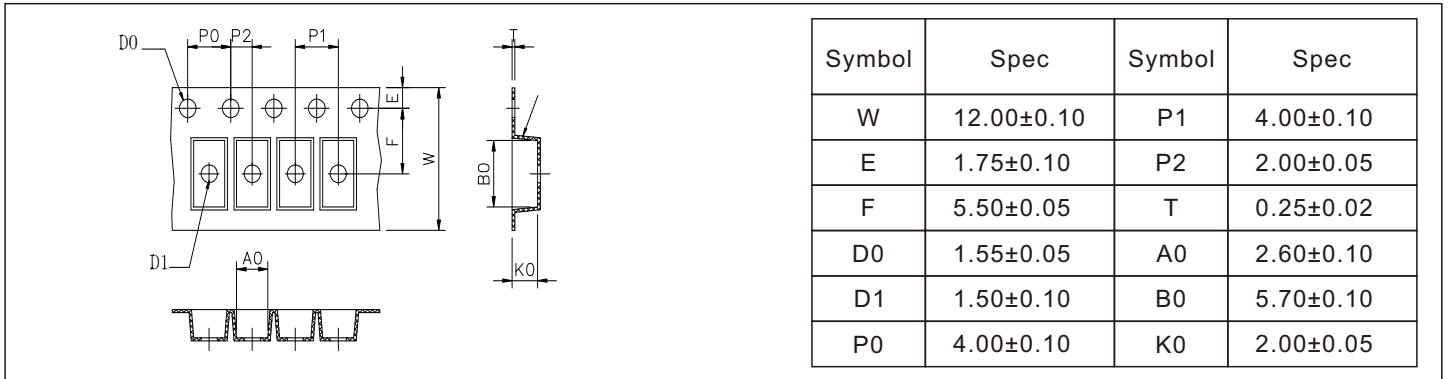 D0
P0 P2 P1
T
E
F
W
B0
D1
A0
K0
Symbol Spec Symbol Spec
W 12.00±0.10 P1 4.00±0.10
E 1.75±0.10 P2 2.00±0.05
F 5.50±0.05 T 0.25±0.02
D0 1.55±0.05 A0 2.60±0.10
D1 1.50±0.10 B0 5.70±0.10
P0 4.00±0.10 K0 2.00±0.05